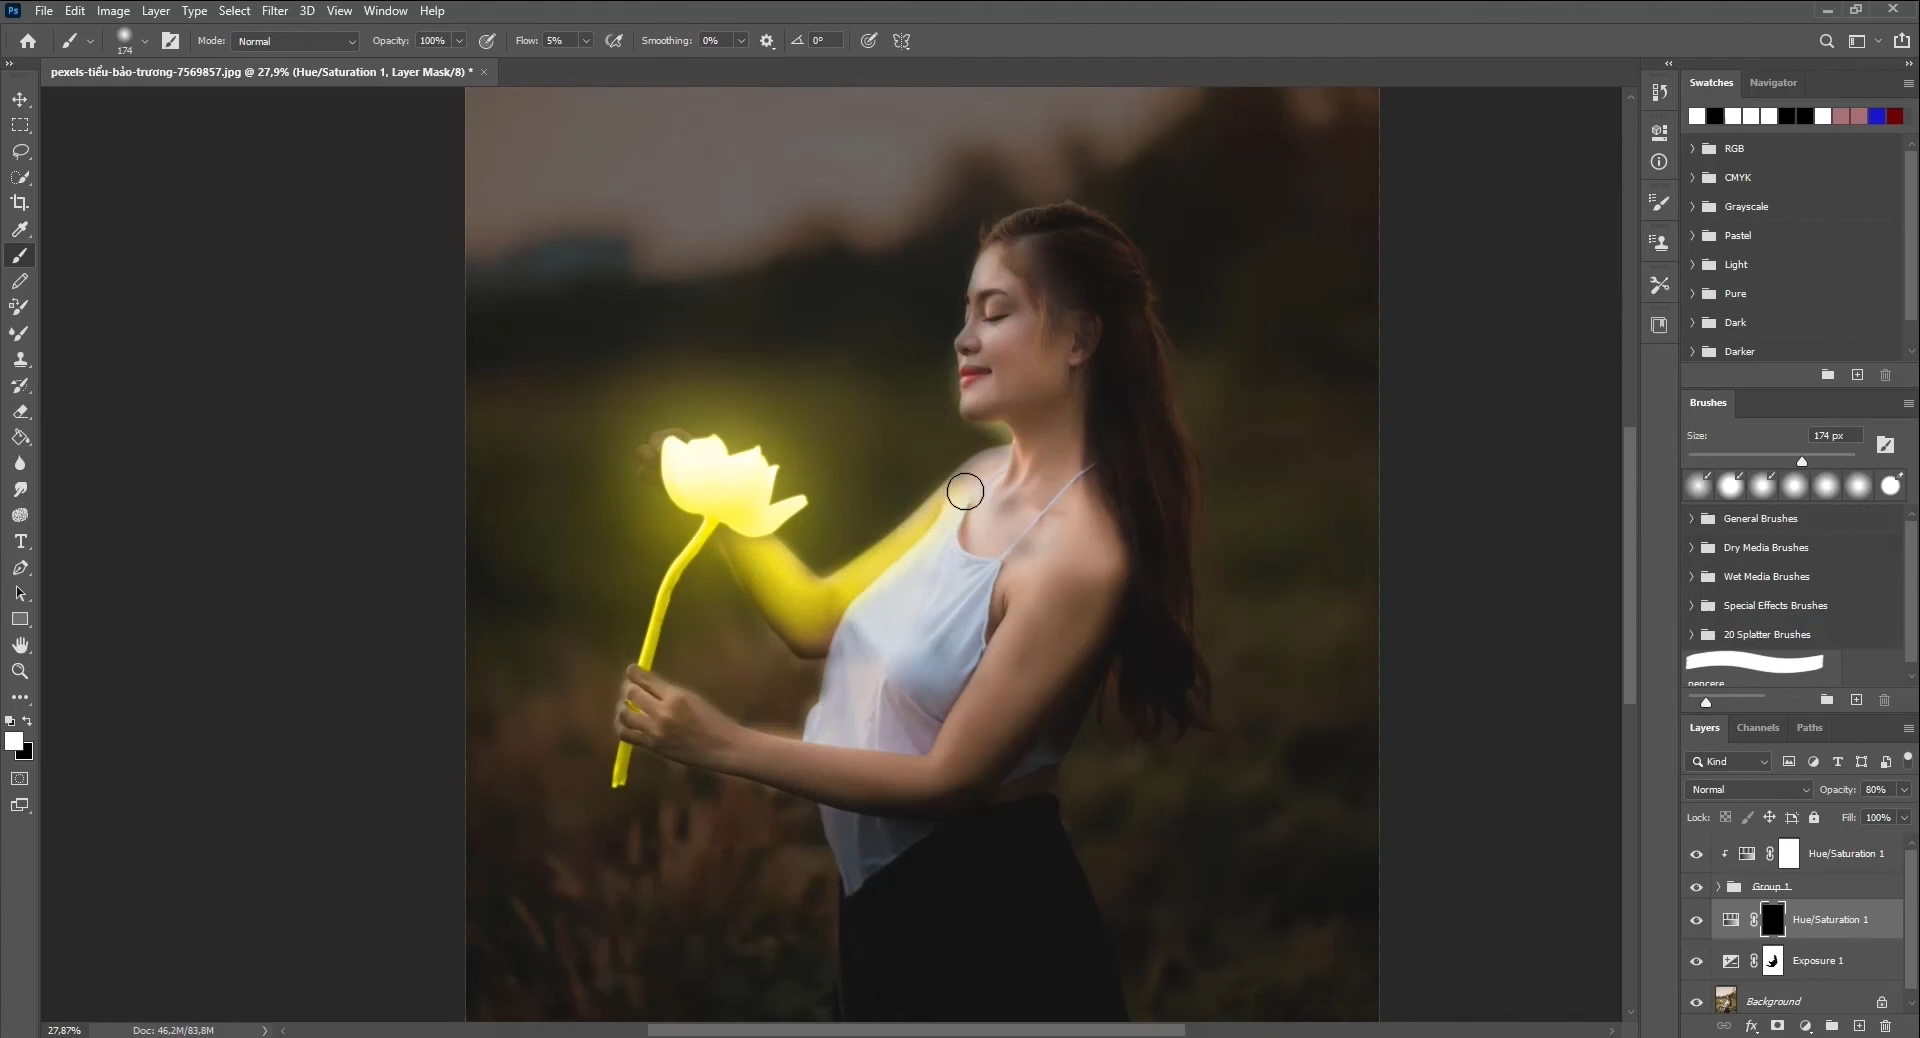 Ps File Edit Image Layer Type Select Filter 3D View Window Help
174 Mode: Normal Opacity: 100% Flow: 5% Smoothing: 0% 0°
pexels-tiểu-bảo-trương-7569857.jpg @ 27,9% (Hue/Saturation 1, Layer Mask/8) *
Swatches Navigator
RGB
CMYK
Grayscale
Pastel
Light
Pure
Dark
Darker
Brushes
Size: 174 px
General Brushes
Dry Media Brushes
Wet Media Brushes
Special Effects Brushes
20 Splatter Brushes
pencere
Layers Channels Paths
Kind
Normal Opacity: 80%
Lock: Fill: 100%
Hue/Saturation 1
Group 1
Hue/Saturation 1
Exposure 1
Background
fx
27,87% Doc: 46,2M/83,8M